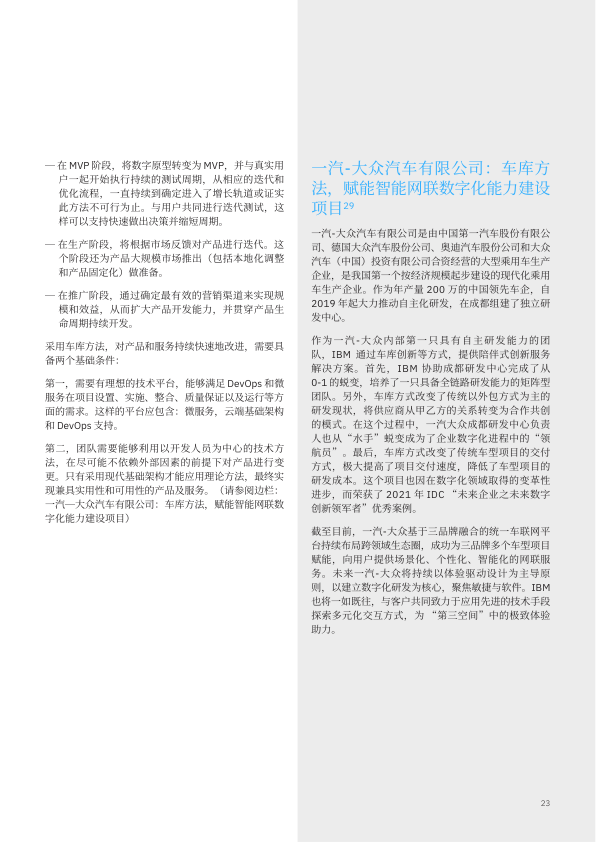 — 在 MVP 阶段，将数字原型转变为 MVP，并与真实用
户一起开始执行持续的测试周期，从相应的迭代和
优化流程，一直持续到确定进入了增长轨道或证实
此方法不可行为止。与用户共同进行迭代测试，这
样可以支持快速做出决策并缩短周期。
— 在生产阶段，将根据市场反馈对产品进行迭代。这
个阶段还为产品大规模市场推出（包括本地化调整
和产品固定化）做准备。
— 在推广阶段，通过确定最有效的营销渠道来实现规
模和效益，从而扩大产品开发能力，并贯穿产品生
命周期持续开发。
采用车库方法，对产品和服务持续快速地改进，需要具
备两个基础条件：
第一，需要有理想的技术平台，能够满足 DevOps 和微
服务在项目设置、实施、整合、质量保证以及运行等方
面的需求。这样的平台应包含：微服务，云端基础架构
和 DevOps 支持。
第二，团队需要能够利用以开发人员为中心的技术方
法，在尽可能不依赖外部因素的前提下对产品进行变
更。只有采用现代基础架构才能应用理论方法，最终实
现兼具实用性和可用性的产品及服务。（请参阅边栏：
一汽—大众汽车有限公司：车库方法，赋能智能网联数
字化能力建设项目）
一汽-大众汽车有限公司：车库方
法，赋能智能网联数字化能力建设
项目29
一汽-大众汽车有限公司是由中国第一汽车股份有限公
司、德国大众汽车股份公司、奥迪汽车股份公司和大众
汽车（中国）投资有限公司合资经营的大型乘用车生产
企业，是我国第一个按经济规模起步建设的现代化乘用
车生产企业。作为年产量 200 万的中国领先车企，自
2019 年起大力推动自主化研发，在成都组建了独立研
发中心。
作为一汽-大众内部第一只具有自主研发能力的团
队，IBM 通过车库创新等方式，提供陪伴式创新服务
解决方案。首先，IBM 协助成都研发中心完成了从
0-1 的蜕变，培养了一只具备全链路研发能力的矩阵型
团队。另外，车库方式改变了传统以外包方式为主的
研发现状，将供应商从甲乙方的关系转变为合作共创
的模式。在这个过程中，一汽大众成都研发中心负责
人也从“水手”蜕变成为了企业数字化进程中的“领
航员”。最后，车库方式改变了传统车型项目的交付
方式，极大提高了项目交付速度，降低了车型项目的
研发成本。这个项目也因在数字化领域取得的变革性
进步，而荣获了 2021 年 IDC “未来企业之未来数字
创新领军者”优秀案例。
截至目前，一汽-大众基于三品牌融合的统一车联网平
台持续布局跨领域生态圈，成功为三品牌多个车型项目
赋能，向用户提供场景化、个性化、智能化的网联服
务。未来一汽-大众将持续以体验驱动设计为主导原
则，以建立数字化研发为核心，聚焦敏捷与软件。IBM
也将一如既往，与客户共同致力于应用先进的技术手段
探索多元化交互方式，为 “第三空间”中的极致体验
助力。
23